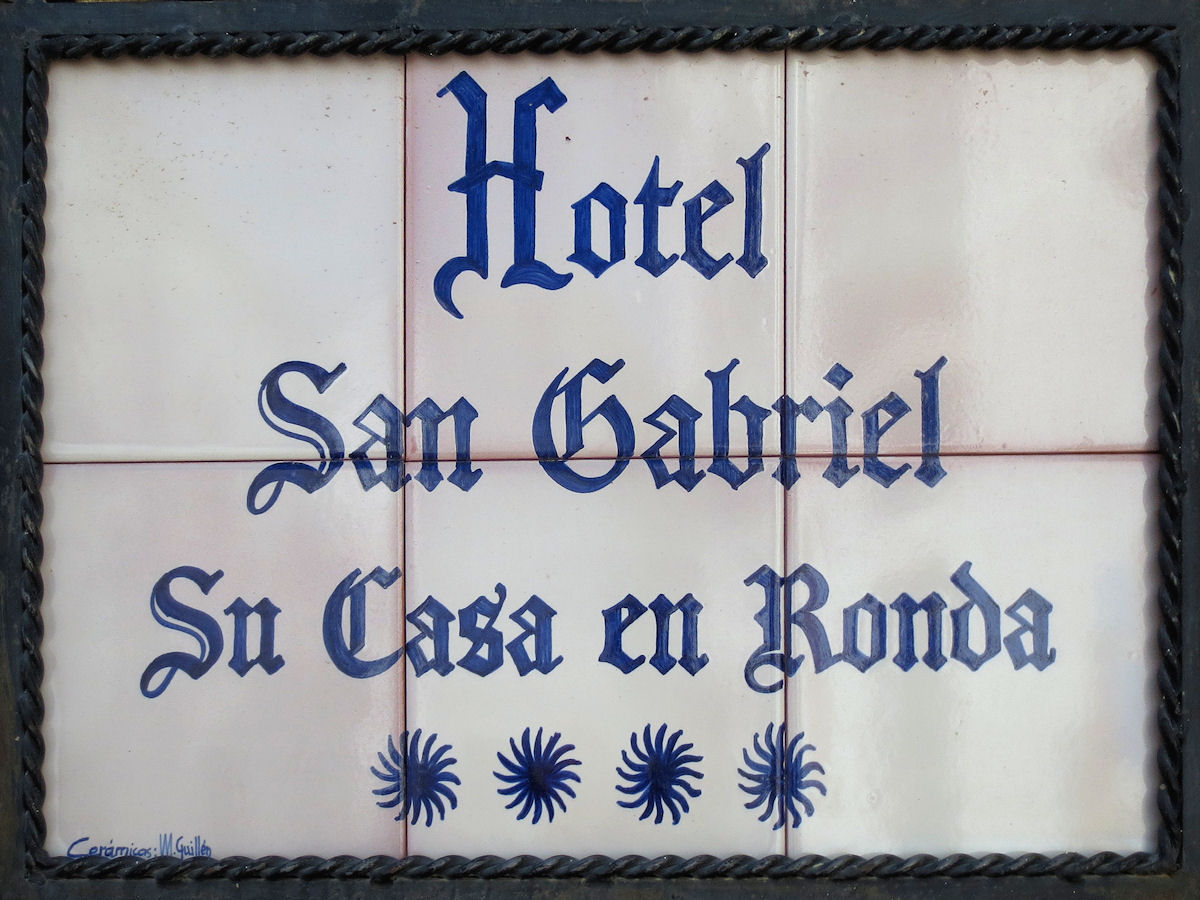 Hotel
San Gabriel
Su Casa en Ronda
Cerámicas: M. Guillén